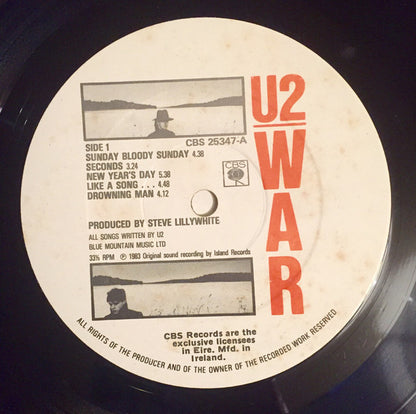 U2
WAR
CBS 25347-A
SIDE 1
SUNDAY BLOODY SUNDAY 4.38
SECONDS 3.24
NEW YEAR'S DAY 5.38
LIKE A SONG . . . 4.48
DROWNING MAN 4.12
CBS
PRODUCED BY STEVE LILLYWHITE
ALL SONGS WRITTEN BY U2
BLUE MOUNTAIN MUSIC LTD
33⅓ RPM ℗ 1983 Original sound recording by Island Records
CBS Records are the
exclusive licensees
in Eire. Mfd. in
Ireland.
ALL RIGHTS OF THE PRODUCER AND OF THE OWNER OF THE RECORDED WORK RESERVED